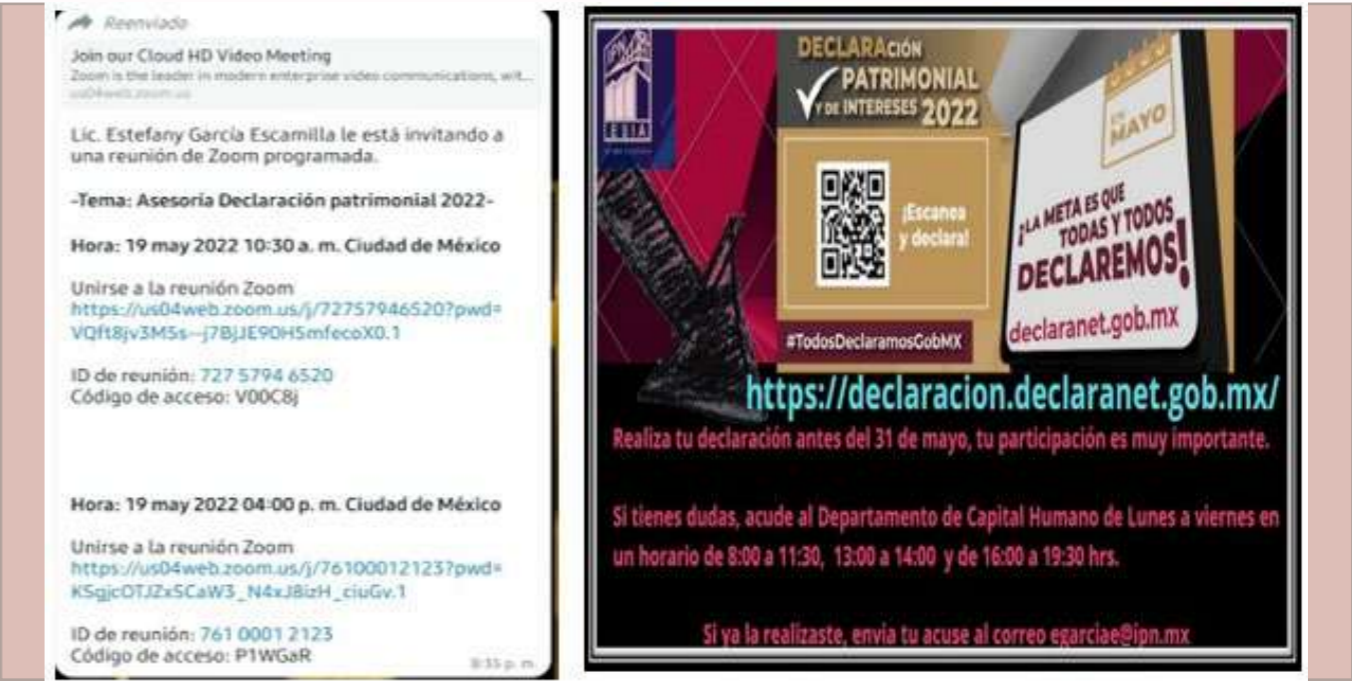 Reenviado
Join our Cloud HD Video Meeting
Zoom is the leader in modern enterprise video communications, wit...
us04web.zoom.us
Lic. Estefany García Escamilla le está invitando a
una reunión de Zoom programada.
-Tema: Asesoría Declaración patrimonial 2022-
Hora: 19 may 2022 10:30 a. m. Ciudad de México
Unirse a la reunión Zoom
https://us04web.zoom.us/j/72757946520?pwd=
VQft8jv3M5s--j7BJJE90H5mfecoX0.1
ID de reunión: 727 5794 6520
Código de acceso: V00C8j
Hora: 19 may 2022 04:00 p. m. Ciudad de México
Unirse a la reunión Zoom
https://us04web.zoom.us/j/76100012123?pwd=
KSgjcOTJZx5CaW3_N4xJ8izH_ciuGv.1
ID de reunión: 761 0001 2123
Código de acceso: P1WGaR
8:35 p. m.
IPN
DECLARACIÓN
PATRIMONIAL
Y DE INTERESES 2022
¡Escanea
y declara!
#TodosDeclaramosGobMX
EN
MAYO
¡LA META ES QUE
TODAS Y TODOS
DECLAREMOS!
declaranet.gob.mx
https://declaracion.declaranet.gob.mx/
Realiza tu declaración antes del 31 de mayo, tu participación es muy importante.
Si tienes dudas, acude al Departamento de Capital Humano de Lunes a viernes en
un horario de 8:00 a 11:30, 13:00 a 14:00 y de 16:00 a 19:30 hrs.
Si ya la realizaste, envia tu acuse al correo egarciae@ipn.mx